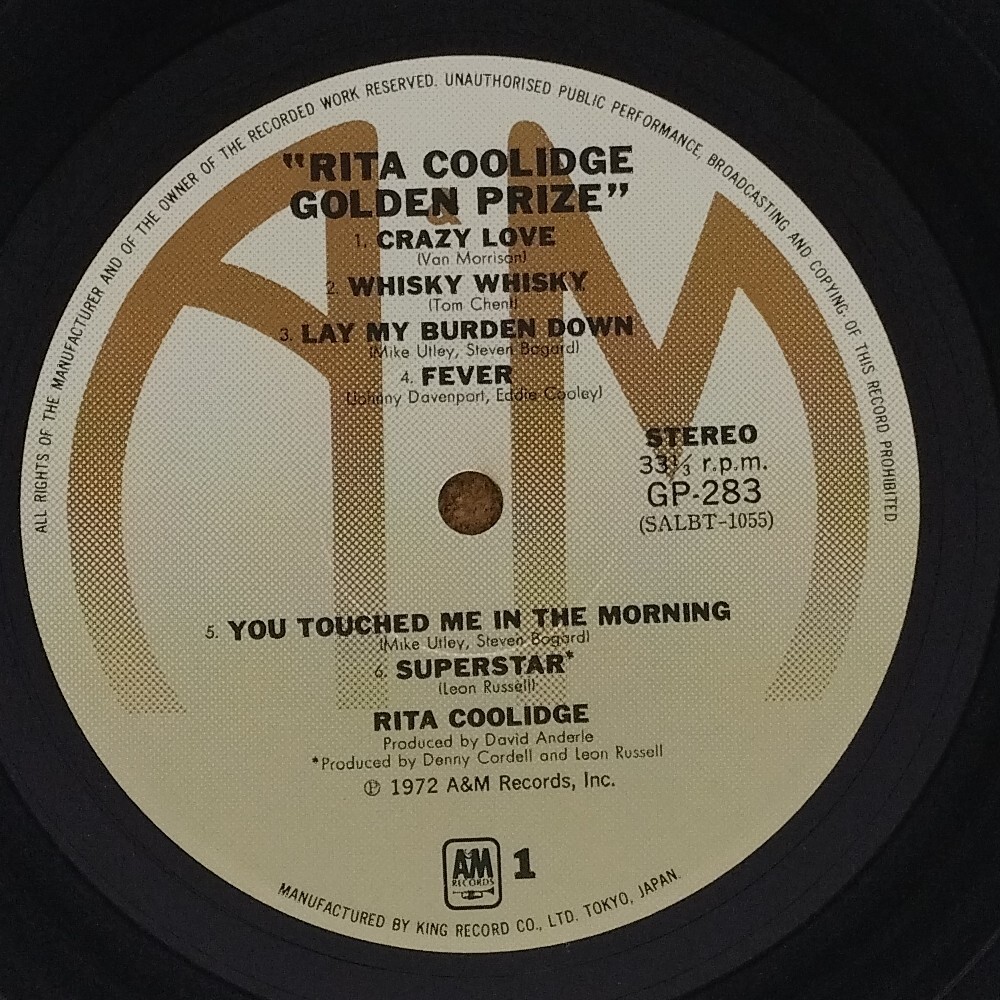 ALL RIGHTS OF THE MANUFACTURER AND OF THE OWNER OF THE RECORDED WORK RESERVED. UNAUTHORISED PUBLIC PERFORMANCE, BROADCASTING AND COPYING, OF THIS RECORD PROHIBITED
"RITA COOLIDGE
GOLDEN PRIZE"
1. CRAZY LOVE
(Van Morrison)
2. WHISKY WHISKY
(Tom Chent)
3. LAY MY BURDEN DOWN
(Mike Utley, Steven Bogard)
4. FEVER
(Johnny Davenport, Eddie Cooley)
STEREO
33⅓ r.p.m.
GP-283
(SALBT-1055)
5. YOU TOUCHED ME IN THE MORNING
(Mike Utley, Steven Bogard)
6. SUPERSTAR*
(Leon Russell)
RITA COOLIDGE
Produced by David Anderle
*Produced by Denny Cordell and Leon Russell
℗ 1972 A&M Records, Inc.
A&M RECORDS 1
MANUFACTURED BY KING RECORD CO., LTD. TOKYO, JAPAN.